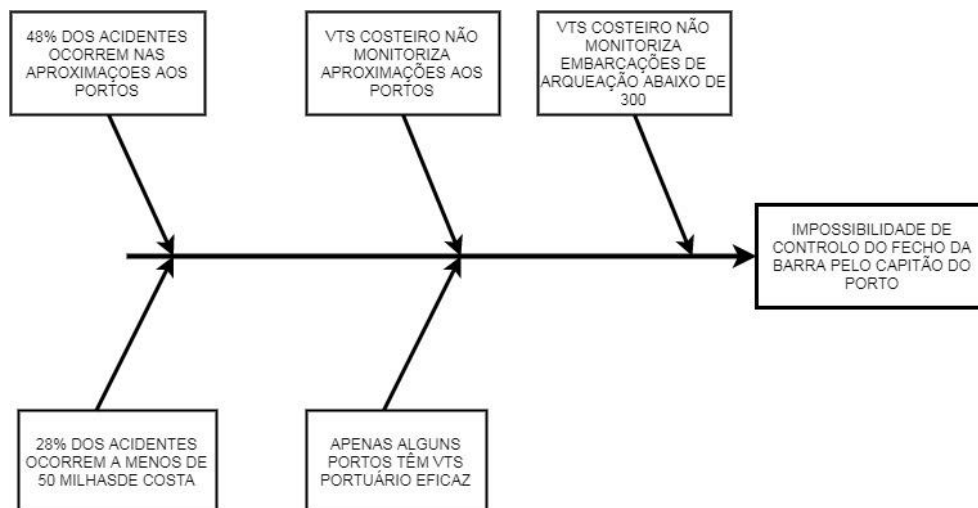 48% DOS ACIDENTES
OCORREM NAS
APROXIMAÇOES AOS
PORTOS
VTS COSTEIRO NÃO
MONITORIZA
APROXIMAÇÕES AOS
PORTOS
VTS COSTEIRO NÃO
MONITORIZA
EMBARCAÇÕES DE
ARQUEAÇÃO ABAIXO DE
300
IMPOSSIBILIDADE DE
CONTROLO DO FECHO DA
BARRA PELO CAPITÃO DO
PORTO
28% DOS ACIDENTES
OCORREM A MENOS DE
50 MILHASDE COSTA
APENAS ALGUNS
PORTOS TÊM VTS
PORTUÁRIO EFICAZ